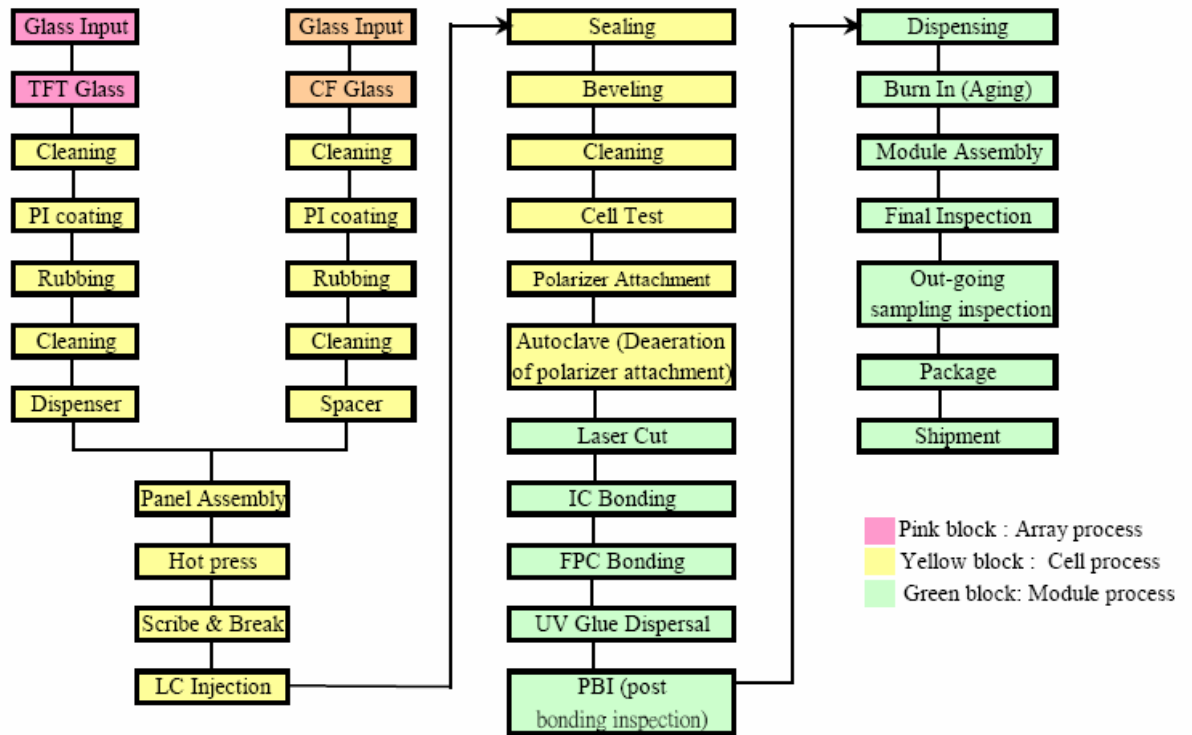 Glass Input
TFT Glass
Cleaning
PI coating
Rubbing
Cleaning
Dispenser
Glass Input
CF Glass
Cleaning
PI coating
Rubbing
Cleaning
Spacer
Panel Assembly
Hot press
Scribe & Break
LC Injection
Sealing
Beveling
Cleaning
Cell Test
Polarizer Attachment
Autoclave (Deaeration
of polarizer attachment)
Laser Cut
IC Bonding
FPC Bonding
UV Glue Dispersal
PBI (post
bonding inspection)
Dispensing
Burn In (Aging)
Module Assembly
Final Inspection
Out-going
sampling inspection
Package
Shipment
Pink block : Array process
Yellow block : Cell process
Green block: Module process